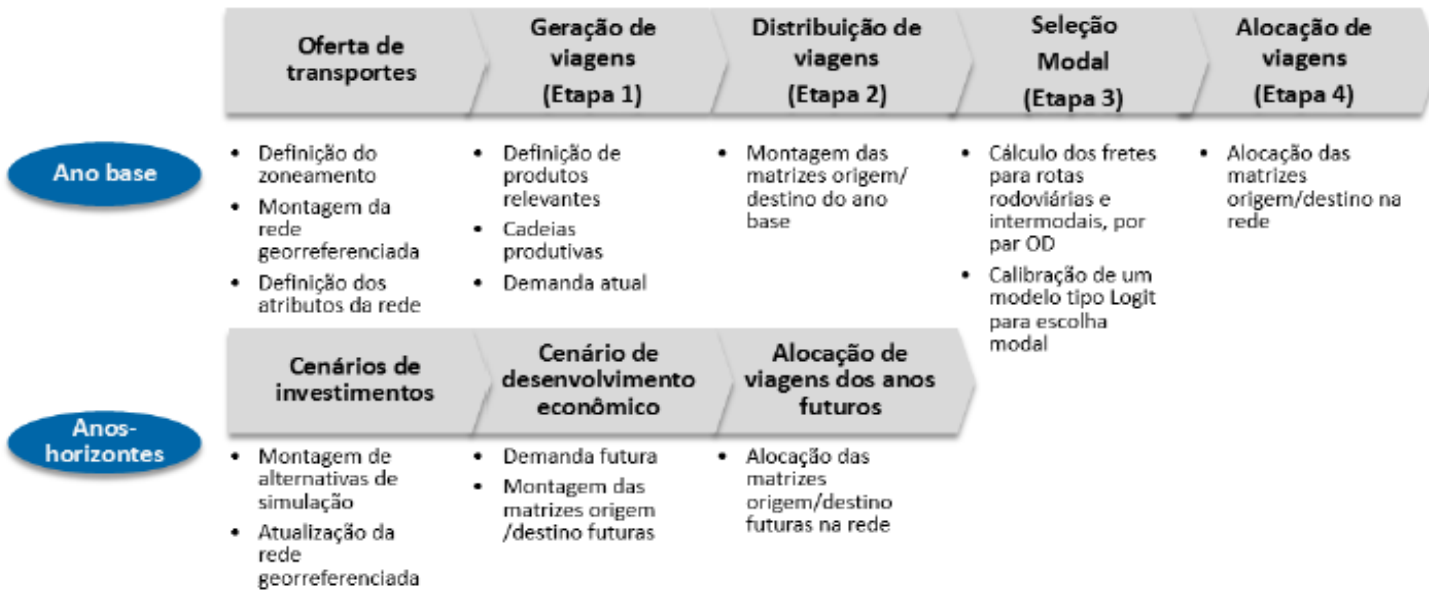 Oferta de
transportes
Geração de
viagens
(Etapa 1)
Distribuição de
viagens
(Etapa 2)
Seleção
Modal
(Etapa 3)
Alocação de
viagens
(Etapa 4)
Ano base
• Definição do
zoneamento
• Montagem da
rede
georreferenciada
• Definição dos
atributos da rede
• Definição de
produtos
relevantes
• Cadeias
produtivas
• Demanda atual
• Montagem das
matrizes origem/
destino do ano
base
• Cálculo dos fretes
para rotas
rodoviárias e
intermodais, por
par OD
• Calibração de um
modelo tipo Logit
para escolha
modal
• Alocação das
matrizes
origem/destino na
rede
Cenários de
investimentos
Cenário de
desenvolvimento
econômico
Alocação de
viagens dos anos
futuros
Anos-
horizontes
• Montagem de
alternativas de
simulação
• Atualização da
rede
georreferenciada
• Demanda futura
• Montagem das
matrizes origem
/destino futuras
• Alocação das
matrizes
origem/destino
futuras na rede